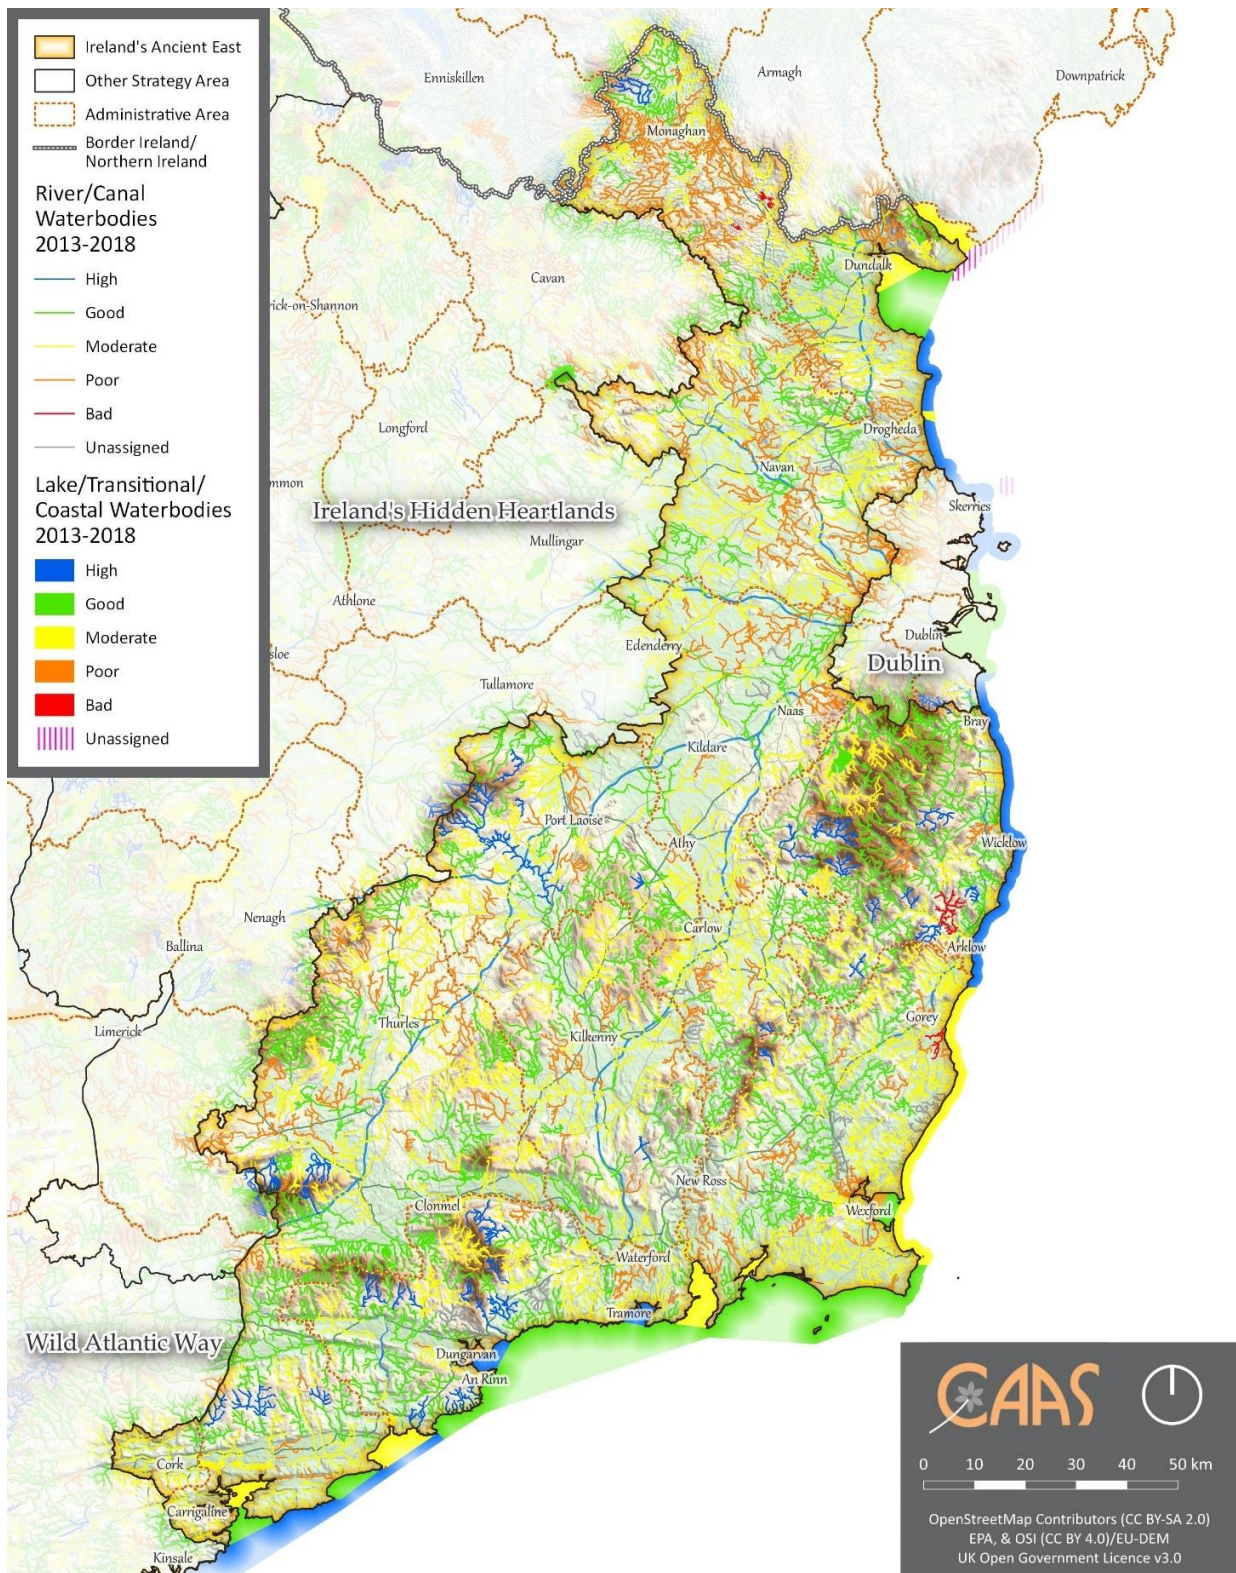 Ireland's Ancient East
Other Strategy Area
Administrative Area
Border Ireland/
Northern Ireland
River/Canal
Waterbodies
2013-2018
High
Good
Moderate
Poor
Bad
Unassigned
Lake/Transitional/
Coastal Waterbodies
2013-2018
High
Good
Moderate
Poor
Bad
Unassigned
Enniskillen
Armagh
Downpatrick
Monaghan
Cavan
Dundalk
rick-on-Shannon
Longford
Drogheda
Navan
mmon
Skerries
Ireland's Hidden Heartlands
Mullingar
Athlone
Dublin
Edenderry
sloe
Dublin
Tullamore
Naas
Bray
Kildare
Port Laoise
Athy
Wicklow
Nenagh
Carlow
Ballina
Arklow
Gorey
Limerick
Thurles
Kilkenny
New Ross
Clonmel
Wexford
Waterford
Tramore
Wild Atlantic Way
Dungarvan
An Rinn
Cork
Carrigaline
Kinsale
CAAS
0 10 20 30 40 50 km
OpenStreetMap Contributors (CC BY-SA 2.0)
EPA, & OSI (CC BY 4.0)/EU-DEM
UK Open Government Licence v3.0